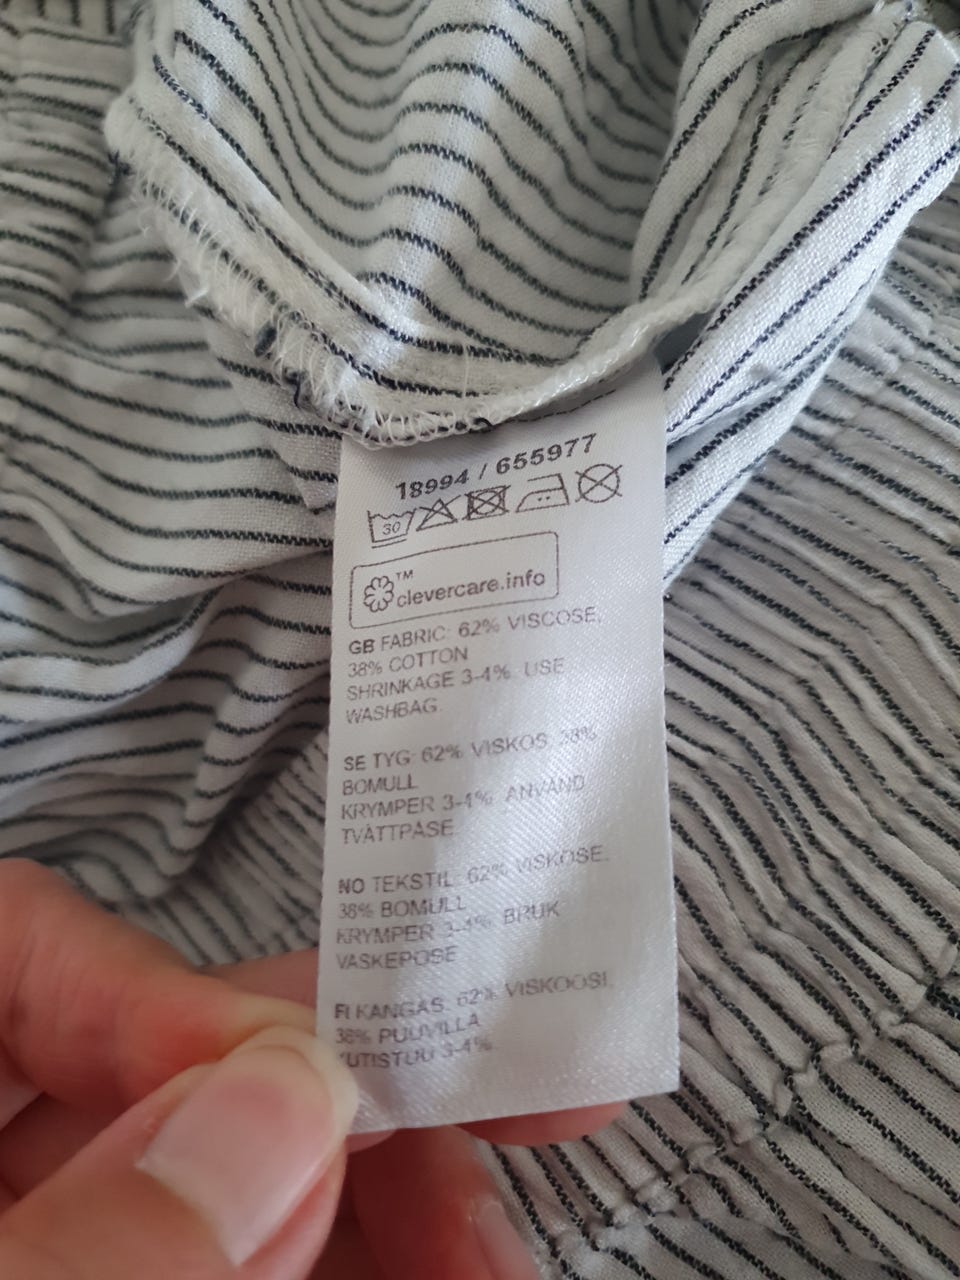 18994 / 655977
30
™
clevercare.info
GB FABRIC: 62% VISCOSE,
38% COTTON
SHRINKAGE 3-4%. USE
WASHBAG.
SE TYG: 62% VISKOS, 38%
BOMULL
KRYMPER 3-4%. ANVÄND
TVÄTTPÅSE.
NO TEKSTIL: 62% VISKOSE,
38% BOMULL
KRYMPER 3-4%. BRUK
VASKEPOSE
FI KANGAS: 62% VISKOOSI,
38% PUUVILLA
KUTISTUU 3-4%.